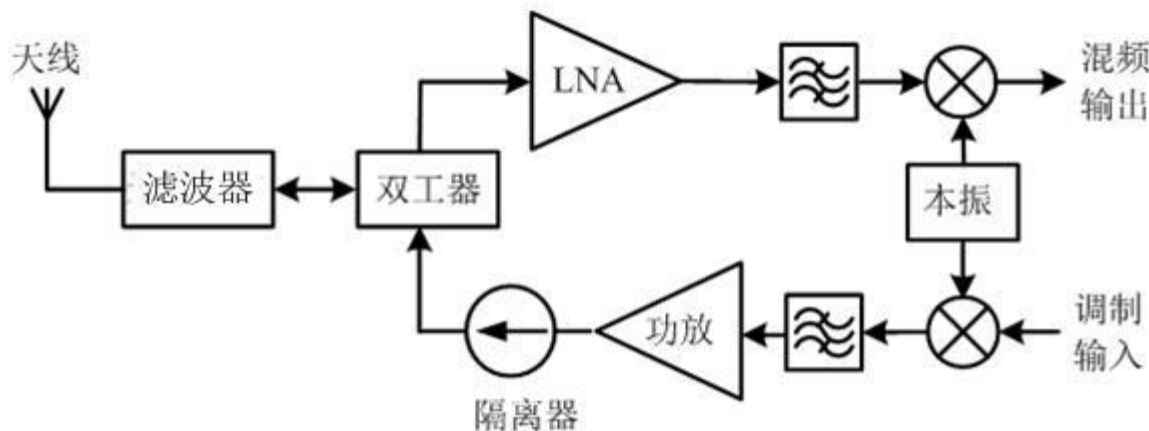 天线
LNA
混频
输出
滤波器
双工器
本振
功放
调制
输入
隔离器